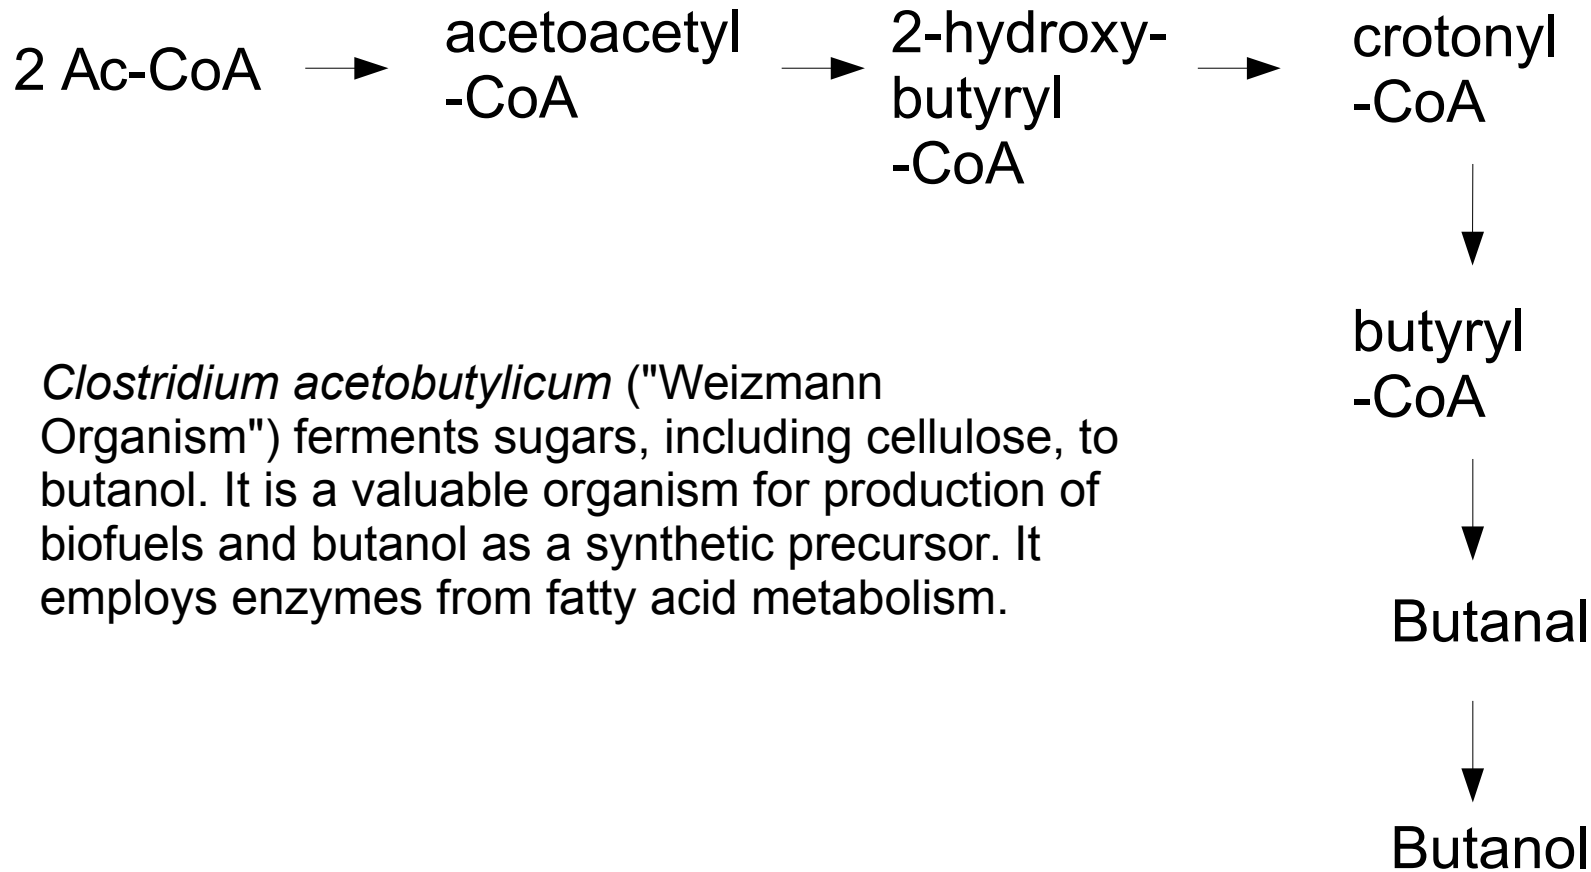 2 Ac-CoA
acetoacetyl
-CoA
2-hydroxy-
butyryl
-CoA
crotonyl
-CoA
butyryl
-CoA
Butanal
Butanol
Clostridium acetobutylicum ("Weizmann
Organism") ferments sugars, including cellulose, to
butanol. It is a valuable organism for production of
biofuels and butanol as a synthetic precursor. It
employs enzymes from fatty acid metabolism.